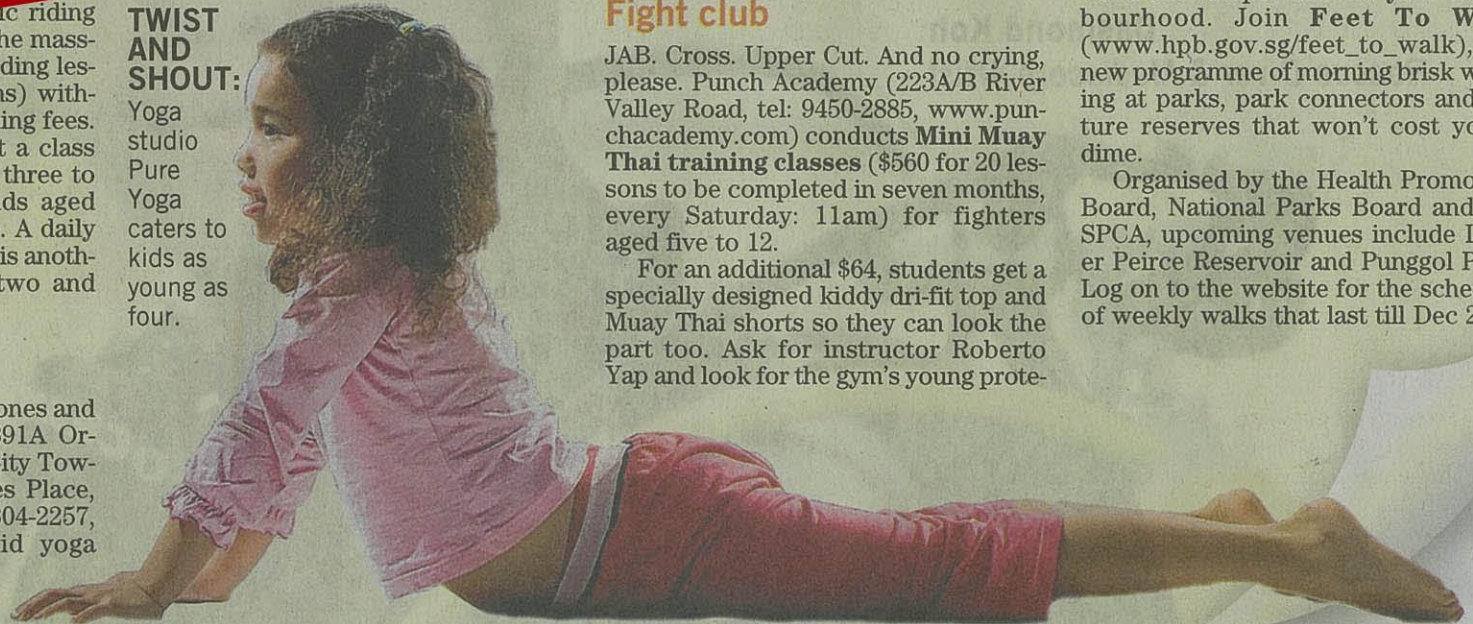 ic riding
he mass-
ding les-
ns) with-
ing fees.
t a class
three to
ds aged
. A daily
is anoth-
two and
ones and
391A Or-
ity Tow-
es Place,
04-2257,
id yoga
TWIST
AND
SHOUT:
Yoga
studio
Pure
Yoga
caters to
kids as
young as
four.
Fight club
JAB. Cross. Upper Cut. And no crying,
please. Punch Academy (223A/B River
Valley Road, tel: 9450-2885, www.pun-
chacademy.com) conducts Mini Muay
Thai training classes ($560 for 20 les-
sons to be completed in seven months,
every Saturday: 11am) for fighters
aged five to 12.
For an additional $64, students get a
specially designed kiddy dri-fit top and
Muay Thai shorts so they can look the
part too. Ask for instructor Roberto
Yap and look for the gym's young prote-
bourhood. Join Feet To W
(www.hpb.gov.sg/feet_to_walk),
new programme of morning brisk w
ing at parks, park connectors and
ture reserves that won't cost yo
dime.
Organised by the Health Promo
Board, National Parks Board and
SPCA, upcoming venues include
er Peirce Reservoir and Punggol P
Log on to the website for the sche
of weekly walks that last till Dec 2